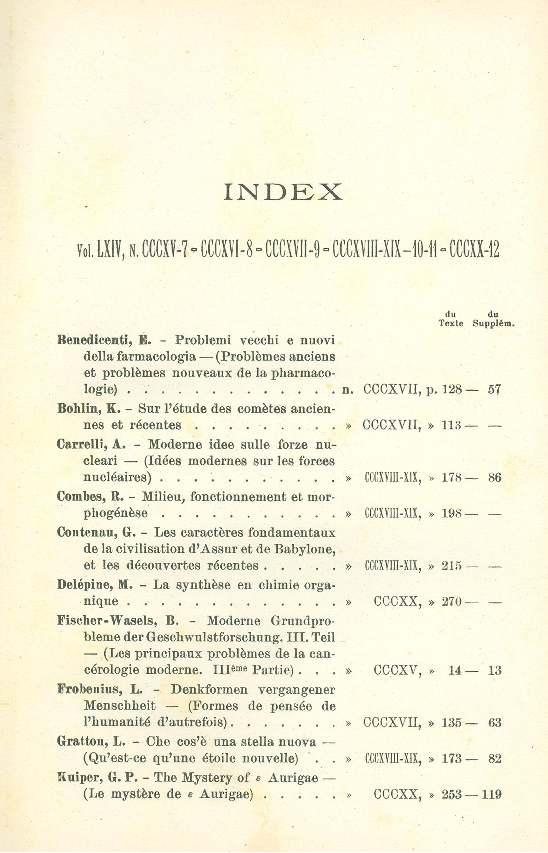 INDEX
Vol. LXIV, N. CCCXV-7 - CCCXVI-8 - CCCXVII-9 - CCCXVIII-XIX-10-11 - CCCXX-12
du du
Texte Supplém.
Benedicenti, E. - Problemi vecchi e nuovi
della farmacologia — (Problèmes anciens
et problèmes nouveaux de la pharmaco-
logie) . . . . . . . . . . . . . n. CCCXVII, p. 128 — 57
Bohlin, K. - Sur l'étude des comètes ancien-
nes et récentes . . . . . . . . . » CCCXVII, » 113 — —
Carrelli, A. - Moderne idee sulle forze nu-
cleari — (Idées modernes sur les forces
nucléaires) . . . . . . . . . . . » CCCXVIII-XIX, » 178 — 86
Combes, R. - Milieu, fonctionnement et mor-
phogénèse . . . . . . . . . . . » CCCXVIII-XIX, » 198 — —
Contenau, G. - Les caractères fondamentaux
de la civilisation d'Assur et de Babylone,
et les découvertes récentes . . . . . » CCCXVIII-XIX, » 215 — —
Delépine, M. - La synthèse en chimie orga-
nique . . . . . . . . . . . . . » CCCXX, » 270 — —
Fischer-Wasels, B. - Moderne Grundpro-
bleme der Geschwulstforschung. III. Teil
— (Les principaux problèmes de la can-
cérologie moderne. IIIème Partie) . . . » CCCXV, » 14 — 13
Frobenius, L. - Denkformen vergangener
Menschheit — (Formes de pensée de
l'humanité d'autrefois) . . . . . . . » CCCXVII, » 135 — 63
Gratton, L. - Che cos'è una stella nuova —
(Qu'est-ce qu'une étoile nouvelle) . . . » CCCXVIII-XIX, » 173 — 82
Kuiper, G. P. - The Mystery of ε Aurigae —
(Le mystère de ε Aurigae) . . . . . » CCCXX, » 253 — 119